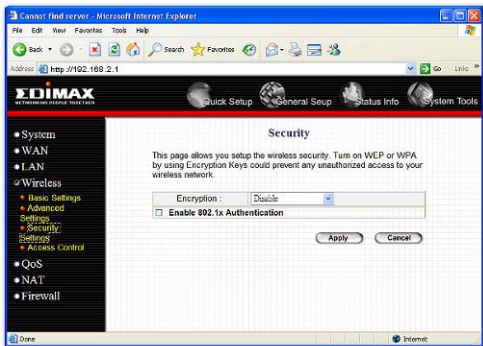 Cannot find server - Microsoft Internet Explorer
File Edit View Favorites Tools Help
Back Search Favorites
Address http://192.168.2.1 Go Links
EDIMAX
NETWORKING PEOPLE TOGETHER
Quick Setup General Seup Status Info System Tools
System
WAN
LAN
Wireless
Basic Settings
Advanced
Settings
Security
Settings
Access Control
QoS
NAT
Firewall
Security
This page allows you setup the wireless security. Turn on WEP or WPA
by using Encryption Keys could prevent any unauthorized access to your
wireless network.
Encryption : Disable
Enable 802.1x Authentication
Apply Cancel
Done Internet